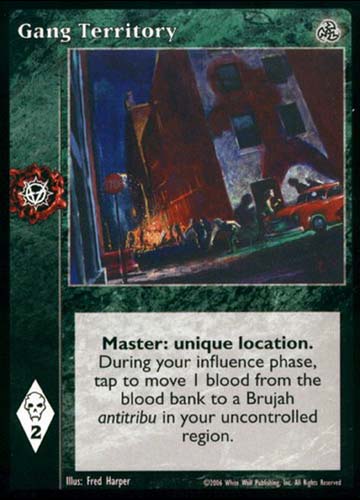 Gang Territory
Master: unique location.
During your influence phase,
tap to move 1 blood from the
blood bank to a Brujah
antitribu in your uncontrolled
region.
2
Illus: Fred Harper
©2006 White Wolf Publishing, Inc. All Rights Reserved